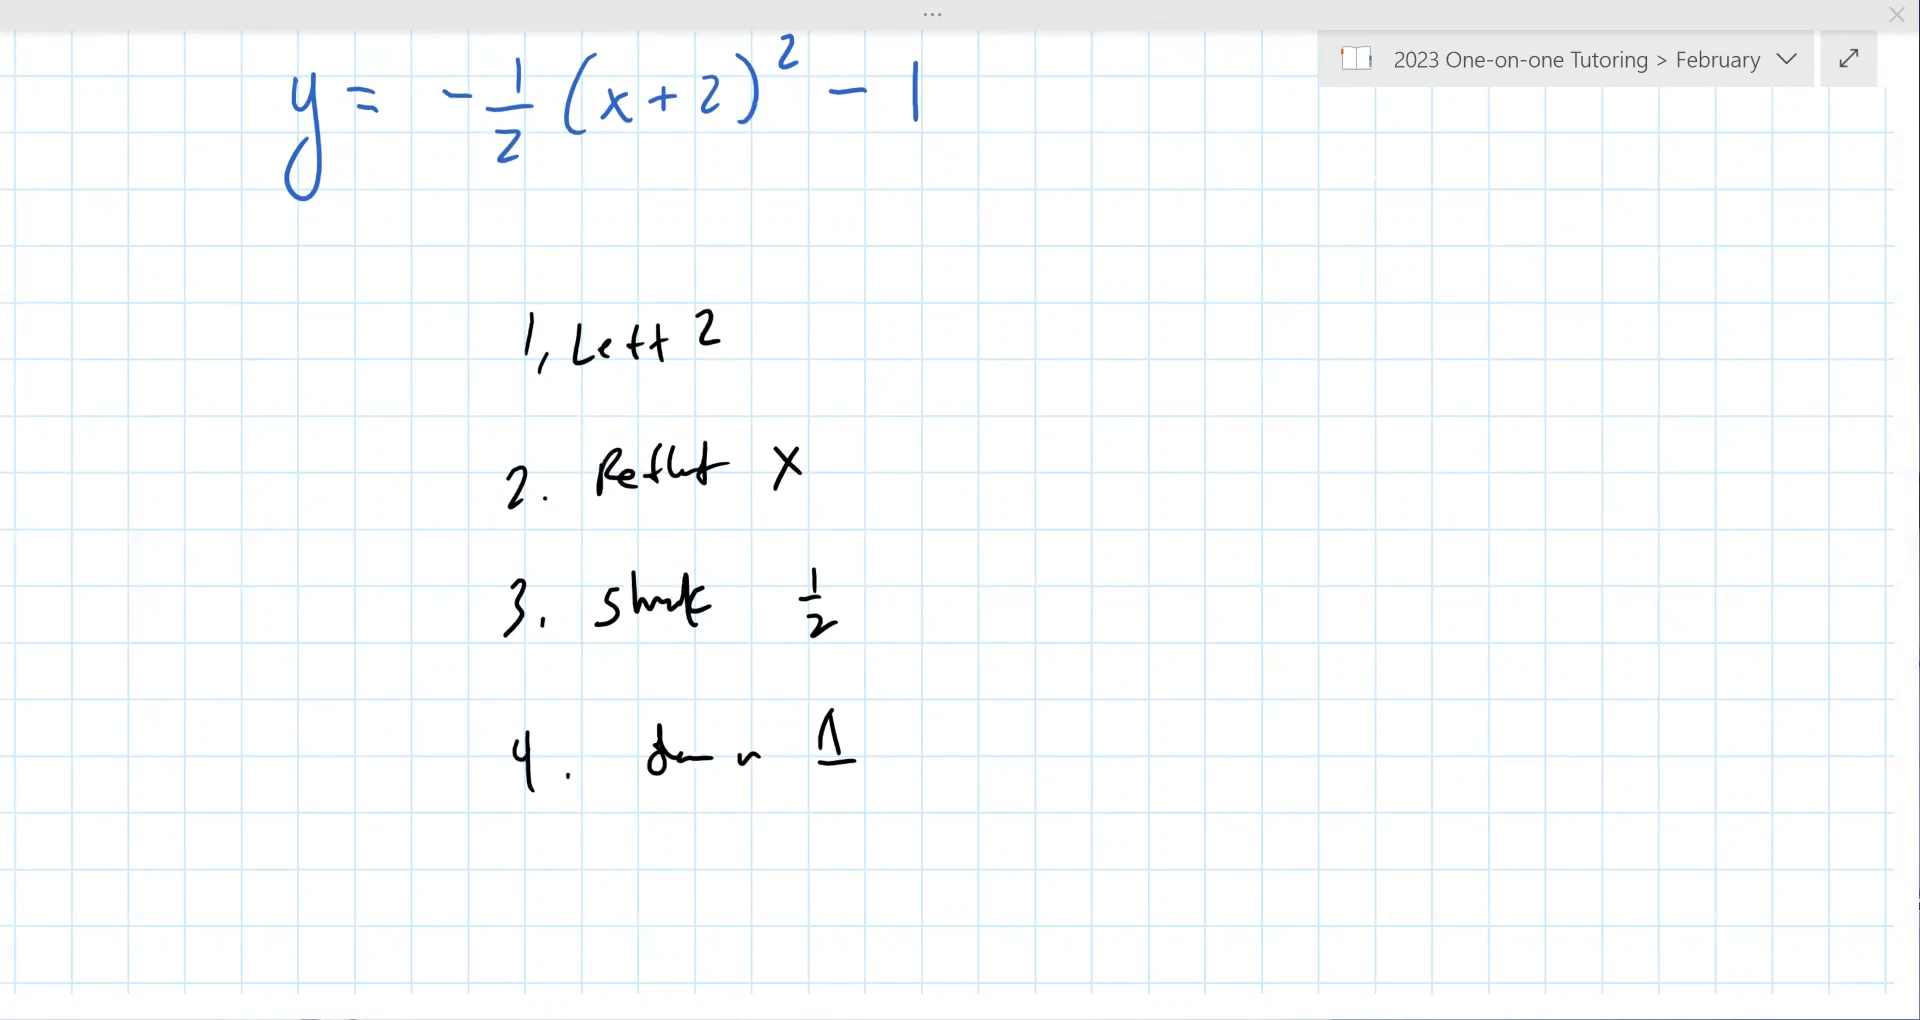 2023 One-on-one Tutoring > February
y = -1/2 (x+2)² - 1
1, Left 2
2. Reflect X
3. Shrink 1/2
4. down 1